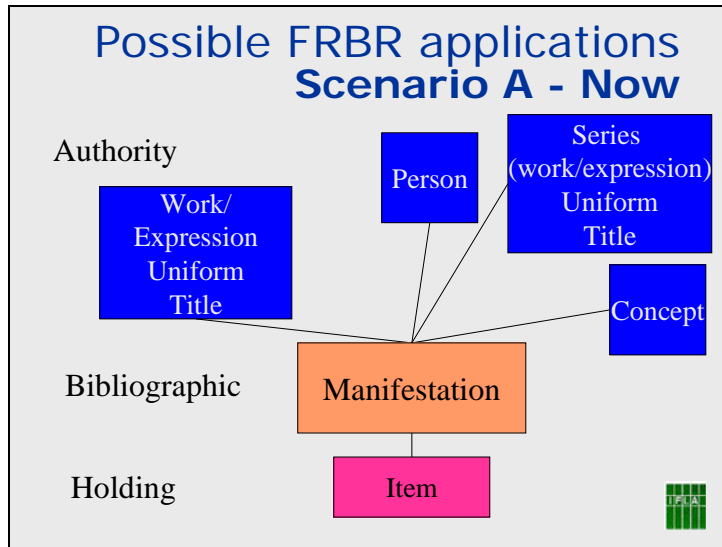 Possible FRBR applications
Scenario A - Now
Authority
Work/
Expression
Uniform
Title
Person
Series
(work/expression)
Uniform
Title
Concept
Bibliographic
Manifestation
Holding
Item
IFLA